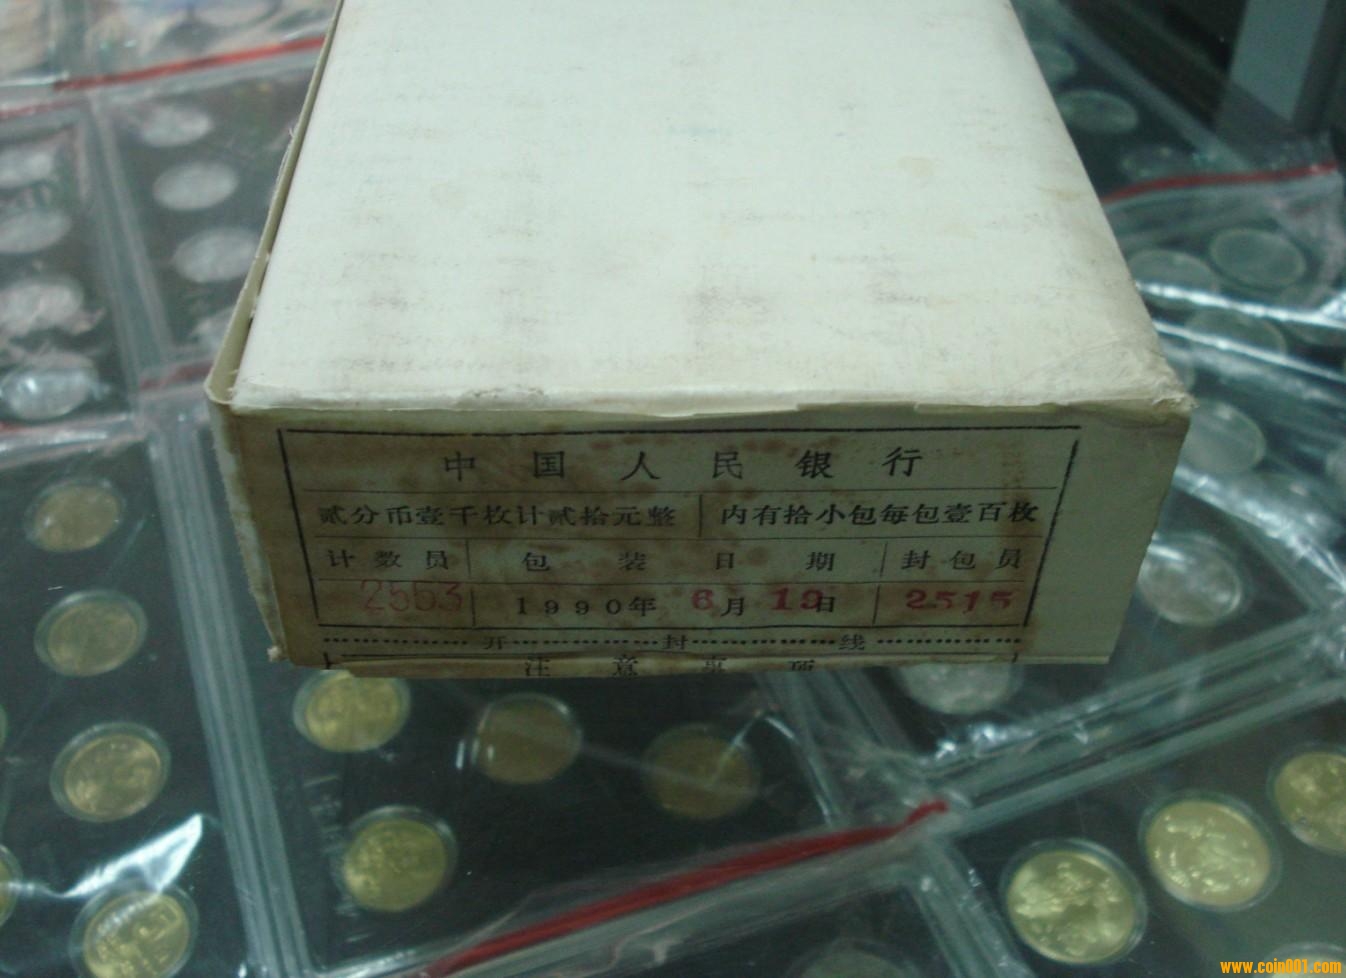 中国人民银行
贰分币壹千枚计贰拾元整 内有拾小包每包壹百枚
计数员 包装日期 封包员
2553 1990年 6月 19日 2515
开封线
注意事项
www.coin001.com